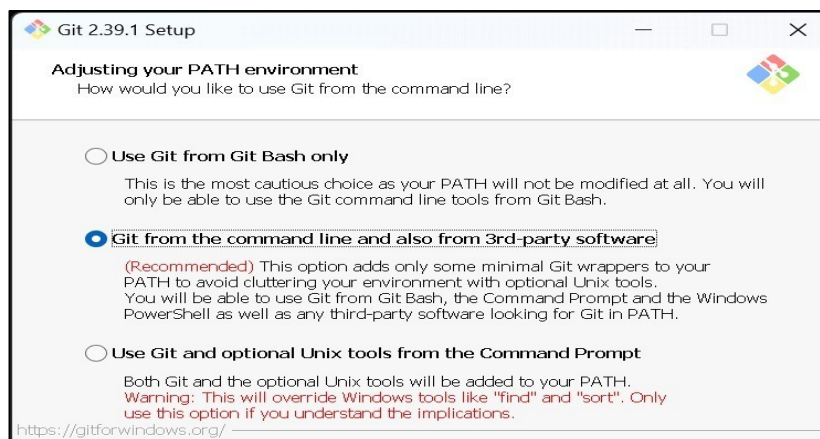 Git 2.39.1 Setup
Adjusting your PATH environment
How would you like to use Git from the command line?
Use Git from Git Bash only
This is the most cautious choice as your PATH will not be modified at all. You will
only be able to use the Git command line tools from Git Bash.
Git from the command line and also from 3rd-party software
(Recommended) This option adds only some minimal Git wrappers to your
PATH to avoid cluttering your environment with optional Unix tools.
You will be able to use Git from Git Bash, the Command Prompt and the Windows
PowerShell as well as any third-party software looking for Git in PATH.
Use Git and optional Unix tools from the Command Prompt
Both Git and the optional Unix tools will be added to your PATH.
Warning: This will override Windows tools like "find" and "sort". Only
use this option if you understand the implications.
https://gitforwindows.org/